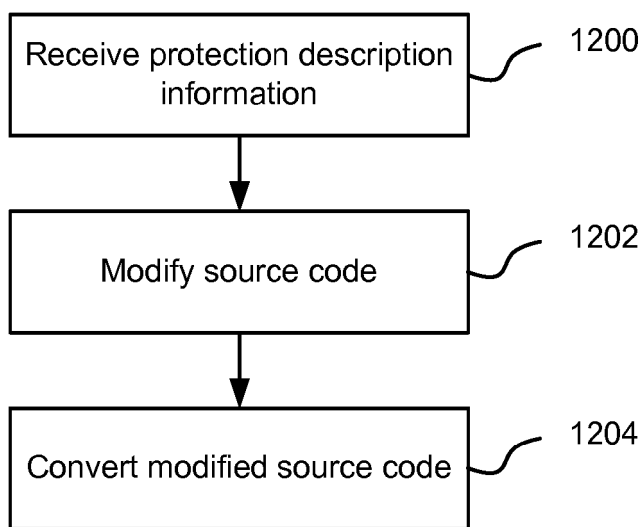 Receive protection description
information
1200
Modify source code
1202
Convert modified source code
1204